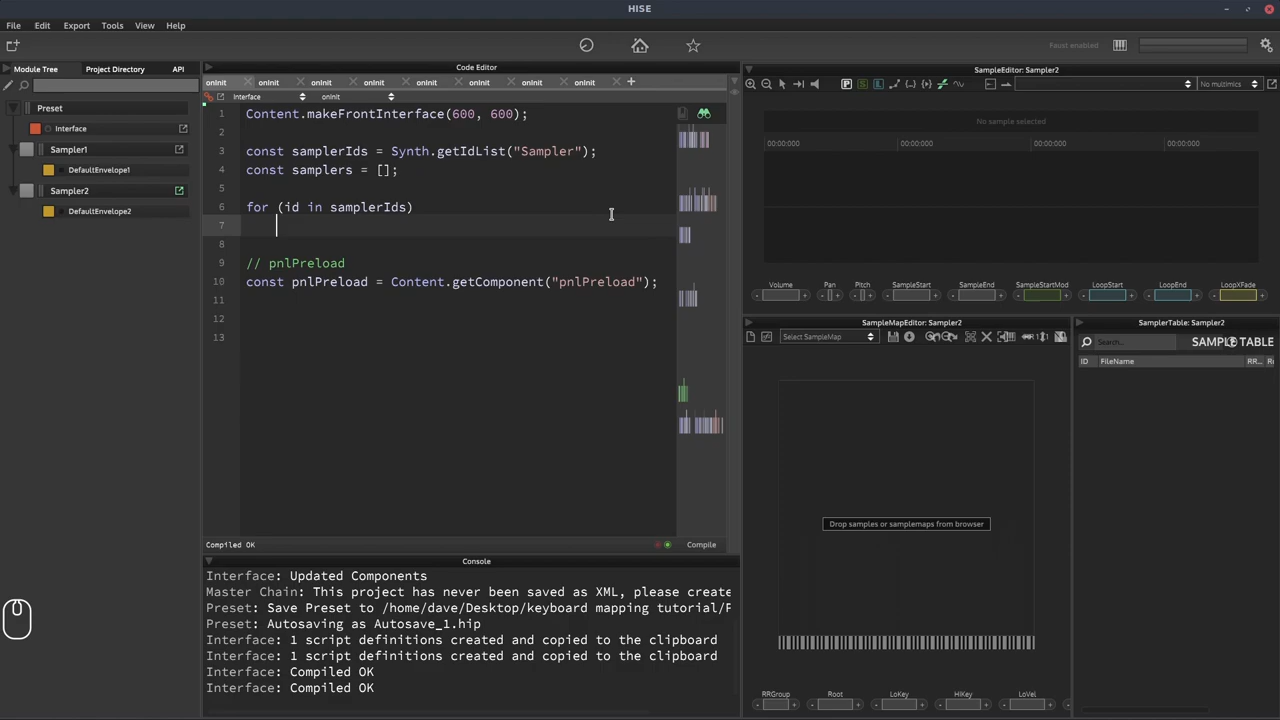 HISE
File Edit Export Tools View Help
Faust enabled
Module Tree Project Directory API
Code Editor
onInit onInit onInit onInit onInit onInit onInit onInit
Interface onInit
Preset
Interface
Sampler1
DefaultEnvelope1
Sampler2
DefaultEnvelope2
1 Content.makeFrontInterface(600, 600);
2
3 const samplerIds = Synth.getIdList("Sampler");
4 const samplers = [];
5
6 for (id in samplerIds)
7
8
9 // pnlPreload
10 const pnlPreload = Content.getComponent("pnlPreload");
11
12
13
Compiled OK
Compile
Console
Interface: Updated Components
Master Chain: This project has never been saved as XML, please create
Preset: Save Preset to /home/dave/Desktop/keyboard mapping tutorial/P
Preset: Autosaving as Autosave_1.hip
Interface: 1 script definitions created and copied to the clipboard
Interface: 1 script definitions created and copied to the clipboard
Interface: Compiled OK
Interface: Compiled OK
SampleEditor: Sampler2
P S L
No multimics
No sample selected
00:00:000 00:00:000 00:00:000 00:00:000
Volume Pan Pitch SampleStart SampleEnd SampleStartMod LoopStart LoopEnd LoopXFade
SampleMapEditor: Sampler2
Select SampleMap
Drop samples or samplemaps from browser
RRGroup Root LoKey HiKey LoVel
SamplerTable: Sampler2
Search... SAMPLE TABLE
ID FileName RR...